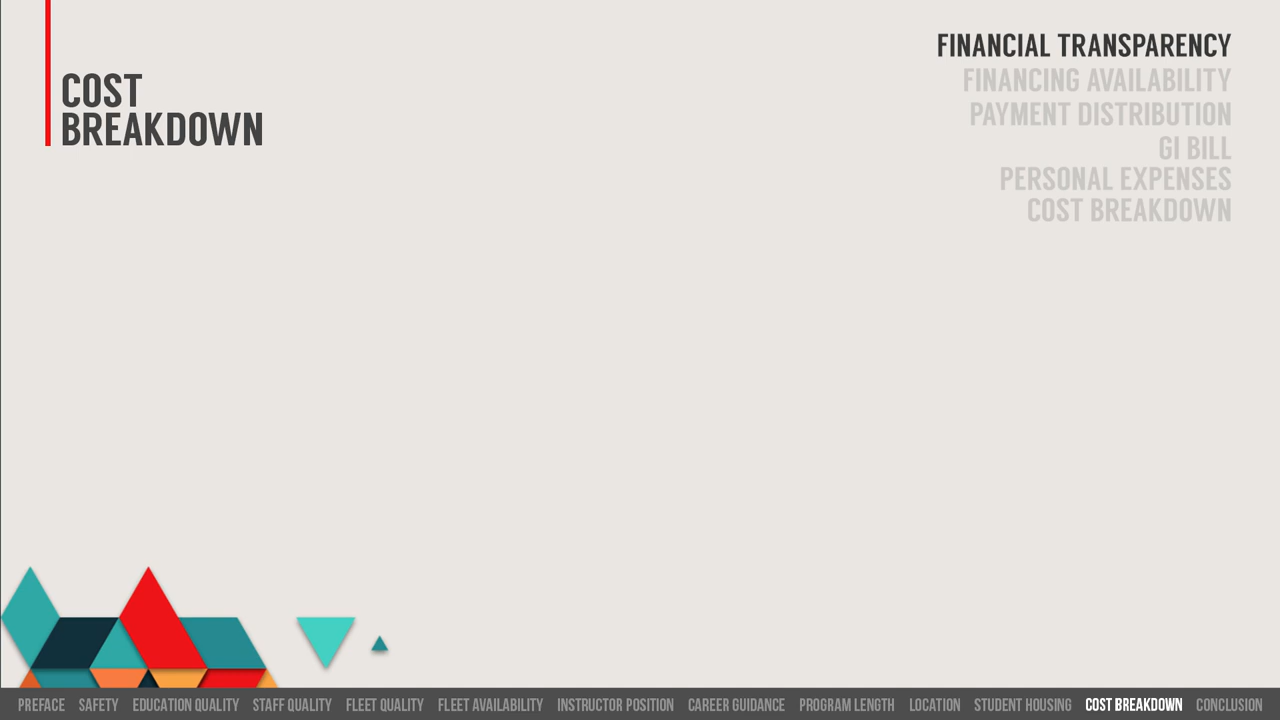 COST
BREAKDOWN
FINANCIAL TRANSPARENCY
FINANCING AVAILABILITY
PAYMENT DISTRIBUTION
GI BILL
PERSONAL EXPENSES
COST BREAKDOWN
PREFACE SAFETY EDUCATION QUALITY STAFF QUALITY FLEET QUALITY FLEET AVAILABILITY INSTRUCTOR POSITION CAREER GUIDANCE PROGRAM LENGTH LOCATION STUDENT HOUSING COST BREAKDOWN CONCLUSION